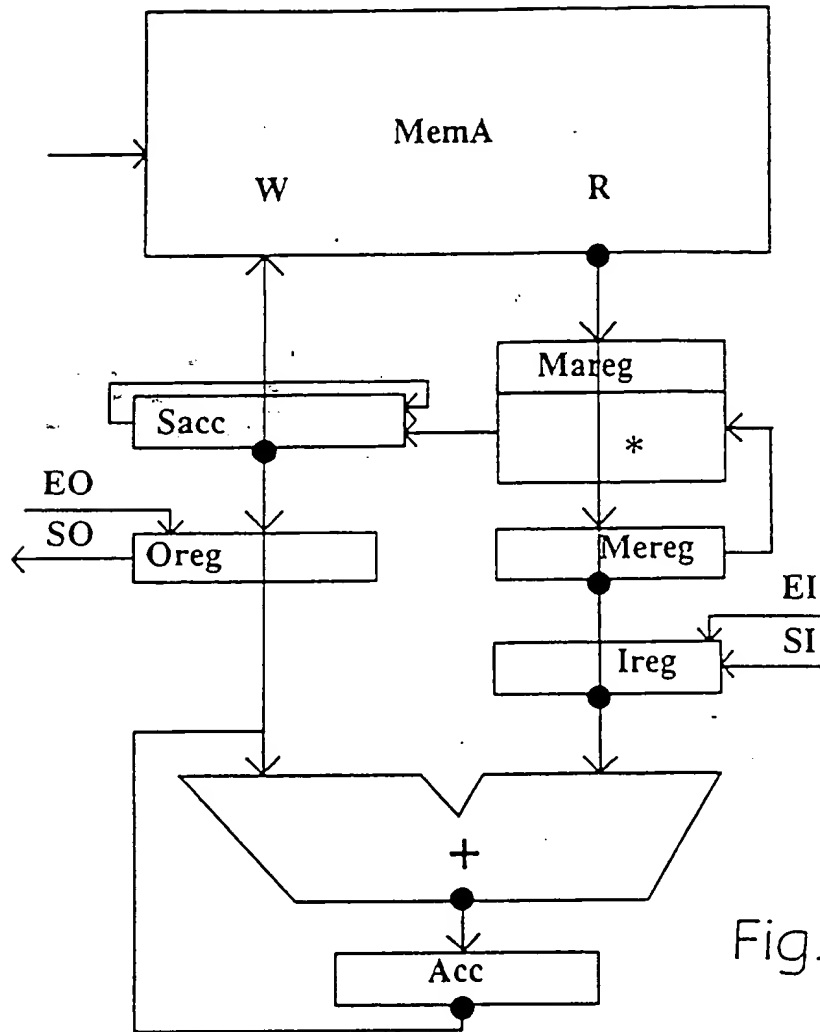 MemA
W R
Mareg
Sacc
*
EO
SO
Oreg
Mereg
EI
SI
Ireg
+
Acc
Fig.